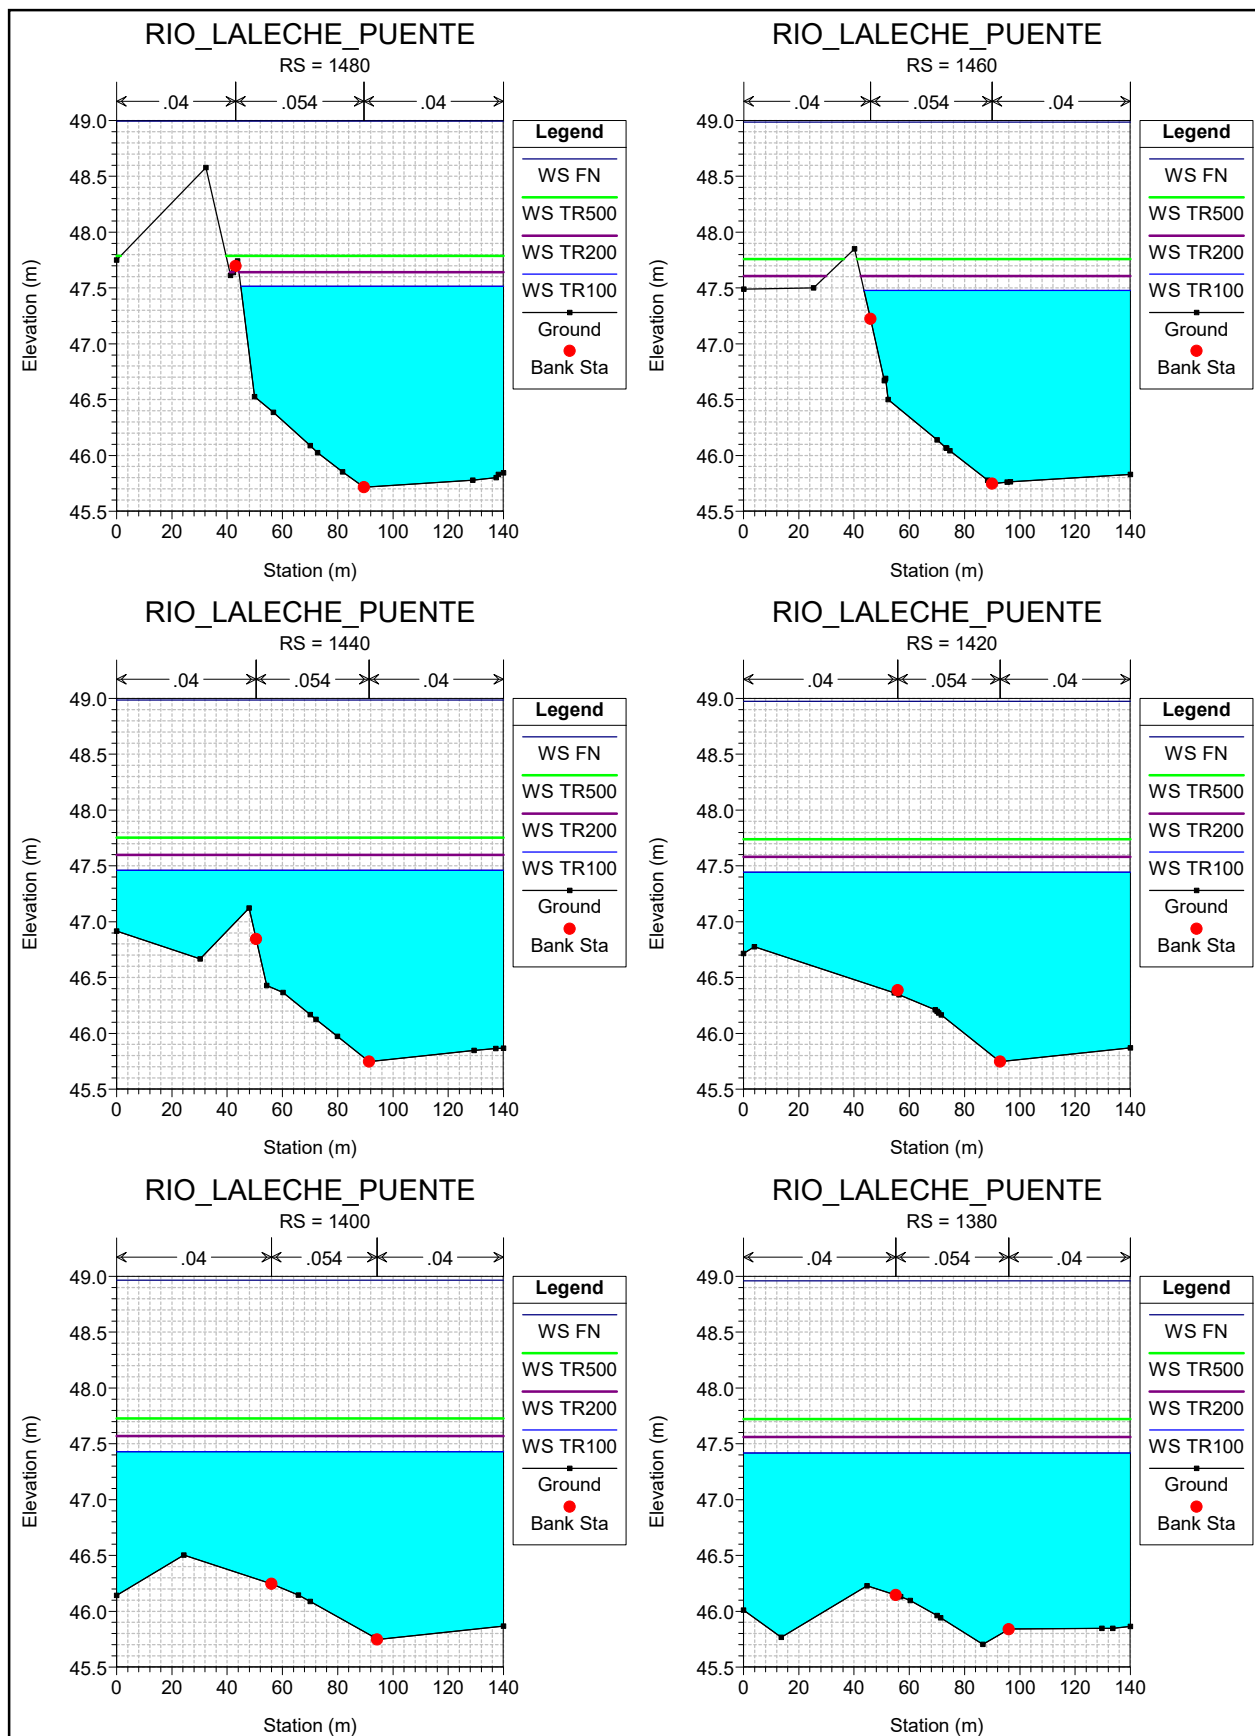 RIO_LALECHE_PUENTE
RS = 1480
.04 .054 .04
49.0
48.5
48.0
47.5
47.0
46.5
46.0
45.5
Elevation (m)
0 20 40 60 80 100 120 140
Station (m)
Legend
WS FN
WS TR500
WS TR200
WS TR100
Ground
Bank Sta
RIO_LALECHE_PUENTE
RS = 1460
.04 .054 .04
49.0
48.5
48.0
47.5
47.0
46.5
46.0
45.5
Elevation (m)
0 20 40 60 80 100 120 140
Station (m)
Legend
WS FN
WS TR500
WS TR200
WS TR100
Ground
Bank Sta
RIO_LALECHE_PUENTE
RS = 1440
.04 .054 .04
49.0
48.5
48.0
47.5
47.0
46.5
46.0
45.5
Elevation (m)
0 20 40 60 80 100 120 140
Station (m)
Legend
WS FN
WS TR500
WS TR200
WS TR100
Ground
Bank Sta
RIO_LALECHE_PUENTE
RS = 1420
.04 .054 .04
49.0
48.5
48.0
47.5
47.0
46.5
46.0
45.5
Elevation (m)
0 20 40 60 80 100 120 140
Station (m)
Legend
WS FN
WS TR500
WS TR200
WS TR100
Ground
Bank Sta
RIO_LALECHE_PUENTE
RS = 1400
.04 .054 .04
49.0
48.5
48.0
47.5
47.0
46.5
46.0
45.5
Elevation (m)
0 20 40 60 80 100 120 140
Station (m)
Legend
WS FN
WS TR500
WS TR200
WS TR100
Ground
Bank Sta
RIO_LALECHE_PUENTE
RS = 1380
.04 .054 .04
49.0
48.5
48.0
47.5
47.0
46.5
46.0
45.5
Elevation (m)
0 20 40 60 80 100 120 140
Station (m)
Legend
WS FN
WS TR500
WS TR200
WS TR100
Ground
Bank Sta